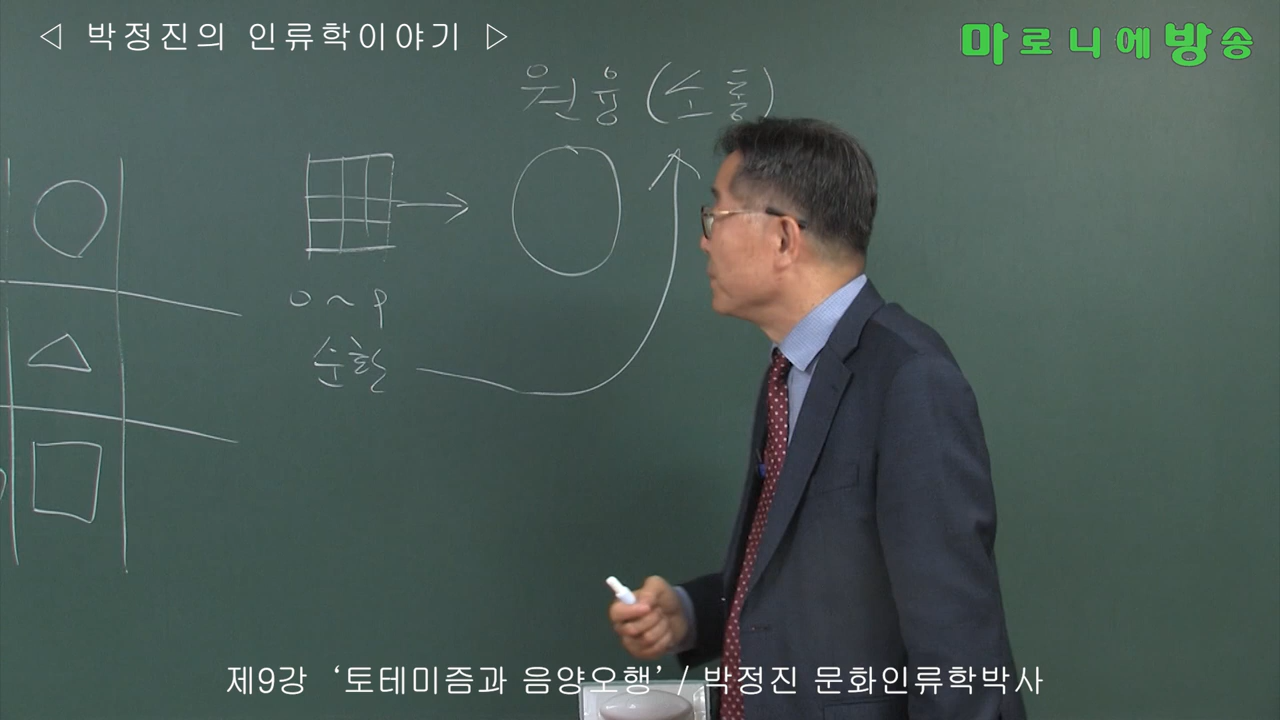 ◁ 박정진의 인류학이야기 ▷
마로니에방송
원융 (소통)
0 ~ 9
순환
제9강 ‘토테미즘과 음양오행’ / 박정진 문화인류학박사